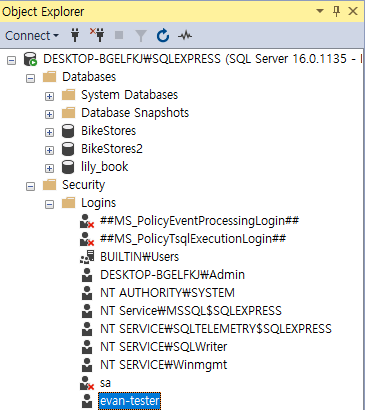 Object Explorer
Connect
DESKTOP-BGELFKJ₩SQLEXPRESS (SQL Server 16.0.1135 -
Databases
System Databases
Database Snapshots
BikeStores
BikeStores2
lily_book
Security
Logins
##MS_PolicyEventProcessingLogin##
##MS_PolicyTsqlExecutionLogin##
BUILTIN₩Users
DESKTOP-BGELFKJ₩Admin
NT AUTHORITY₩SYSTEM
NT Service₩MSSQL$SQLEXPRESS
NT SERVICE₩SQLTELEMETRY$SQLEXPRESS
NT SERVICE₩SQLWriter
NT SERVICE₩Winmgmt
sa
evan-tester